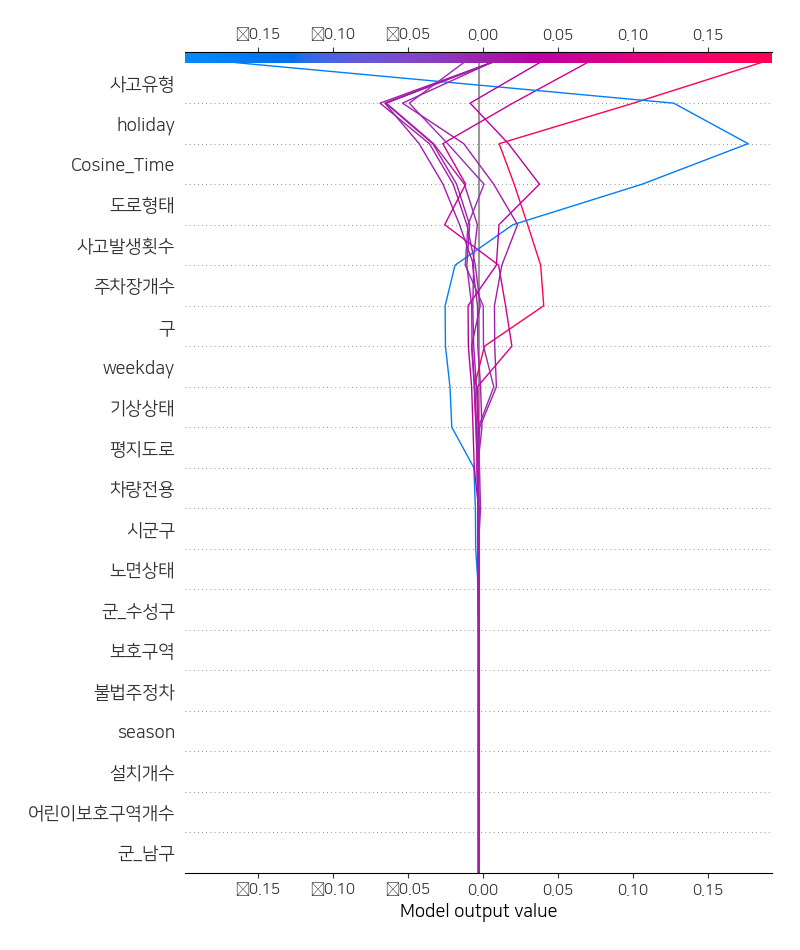 0.15 0.10 0.05 0.00 0.05 0.10 0.15
사고유형
holiday
Cosine_Time
도로형태
사고발생횟수
주차장개수
구
weekday
기상상태
평지도로
차량전용
시군구
노면상태
군_수성구
보호구역
불법주정차
season
설치개수
어린이보호구역개수
군_남구
0.15 0.10 0.05 0.00 0.05 0.10 0.15
Model output value